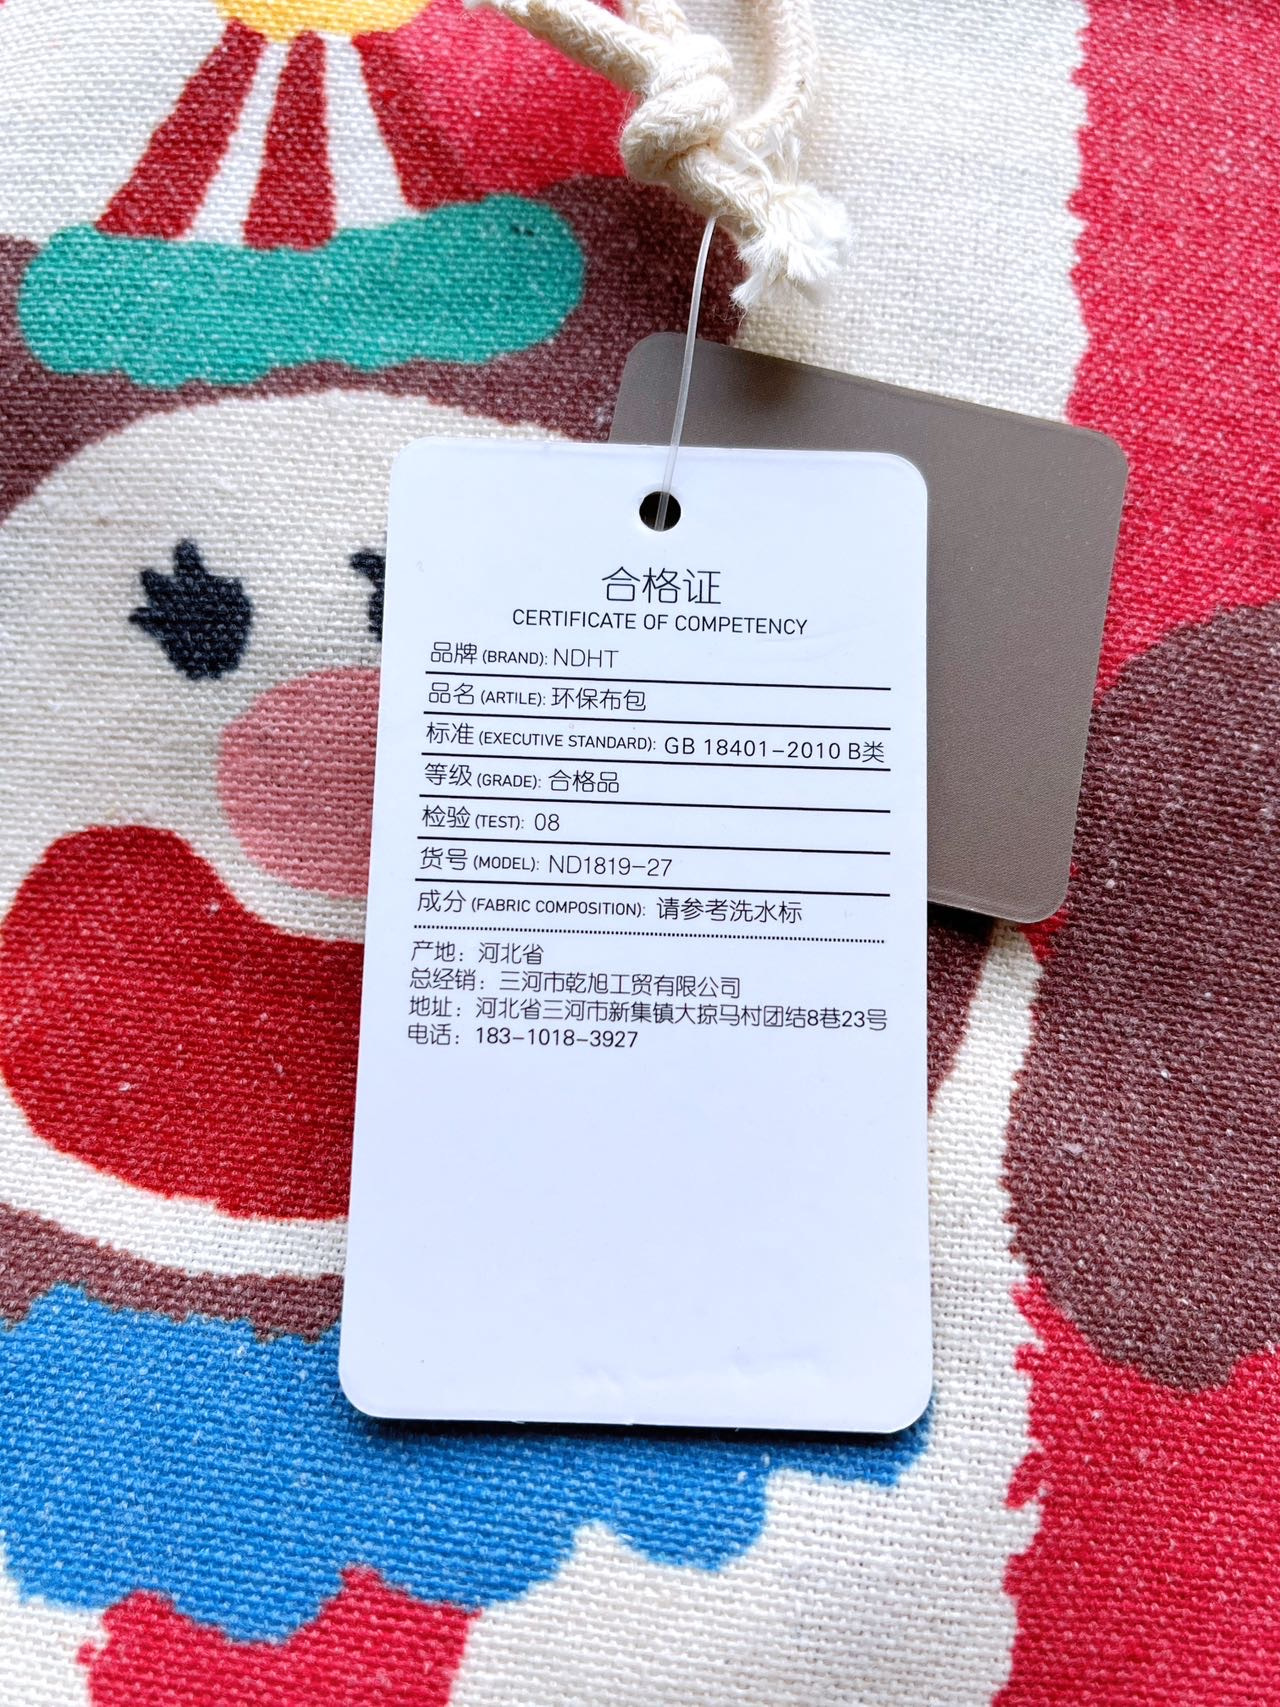 合格证
CERTIFICATE OF COMPETENCY
品牌 (BRAND): NDHT
品名 (ARTILE): 环保布包
标准 (EXECUTIVE STANDARD): GB 18401-2010 B类
等级 (GRADE): 合格品
检验 (TEST): 08
货号 (MODEL): ND1819-27
成分 (FABRIC COMPOSITION): 请参考洗水标
产地：河北省
总经销：三河市乾旭工贸有限公司
地址：河北省三河市新集镇大掠马村团结8巷23号
电话：183-1018-3927